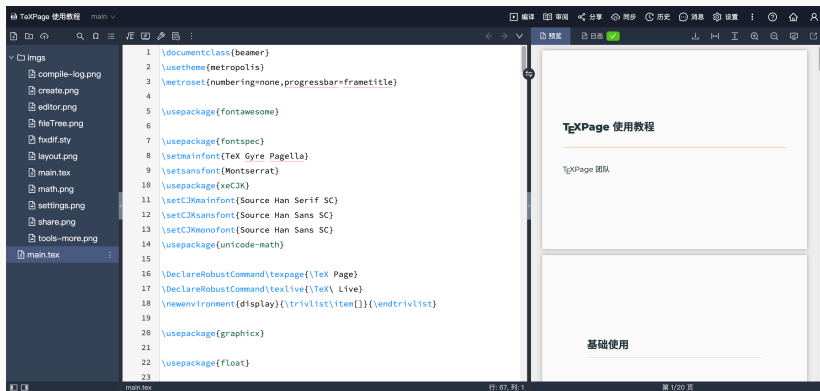 TeXPage 使用教程 main 编译 审阅 分享 同步 历史 消息 设置
预览 日志
imgs
compile-log.png
create.png
editor.png
fileTree.png
fixdif.sty
layout.png
main.tex
math.png
settings.png
share.png
tools-more.png
main.tex
1 \documentclass{beamer}
2 \usetheme{metropolis}
3 \metroset{numbering=none,progressbar=frametitle}
4
5 \usepackage{fontawesome}
6
7 \usepackage{fontspec}
8 \setmainfont{TeX Gyre Pagella}
9 \setsansfont{Montserrat}
10 \usepackage{xeCJK}
11 \setCJKmainfont{Source Han Serif SC}
12 \setCJKsansfont{Source Han Sans SC}
13 \setCJKmonofont{Source Han Sans SC}
14 \usepackage{unicode-math}
15
16 \DeclareRobustCommand\texpage{\TeX Page}
17 \DeclareRobustCommand\texlive{\TeX\ Live}
18 \newenvironment{display}{\trivlist\item[]}{\endtrivlist}
19
20 \usepackage{graphicx}
21
22 \usepackage{float}
23
TEXPage 使用教程
TEXPage 团队
基础使用
main.tex 行: 67, 列: 1 第 1/20 页